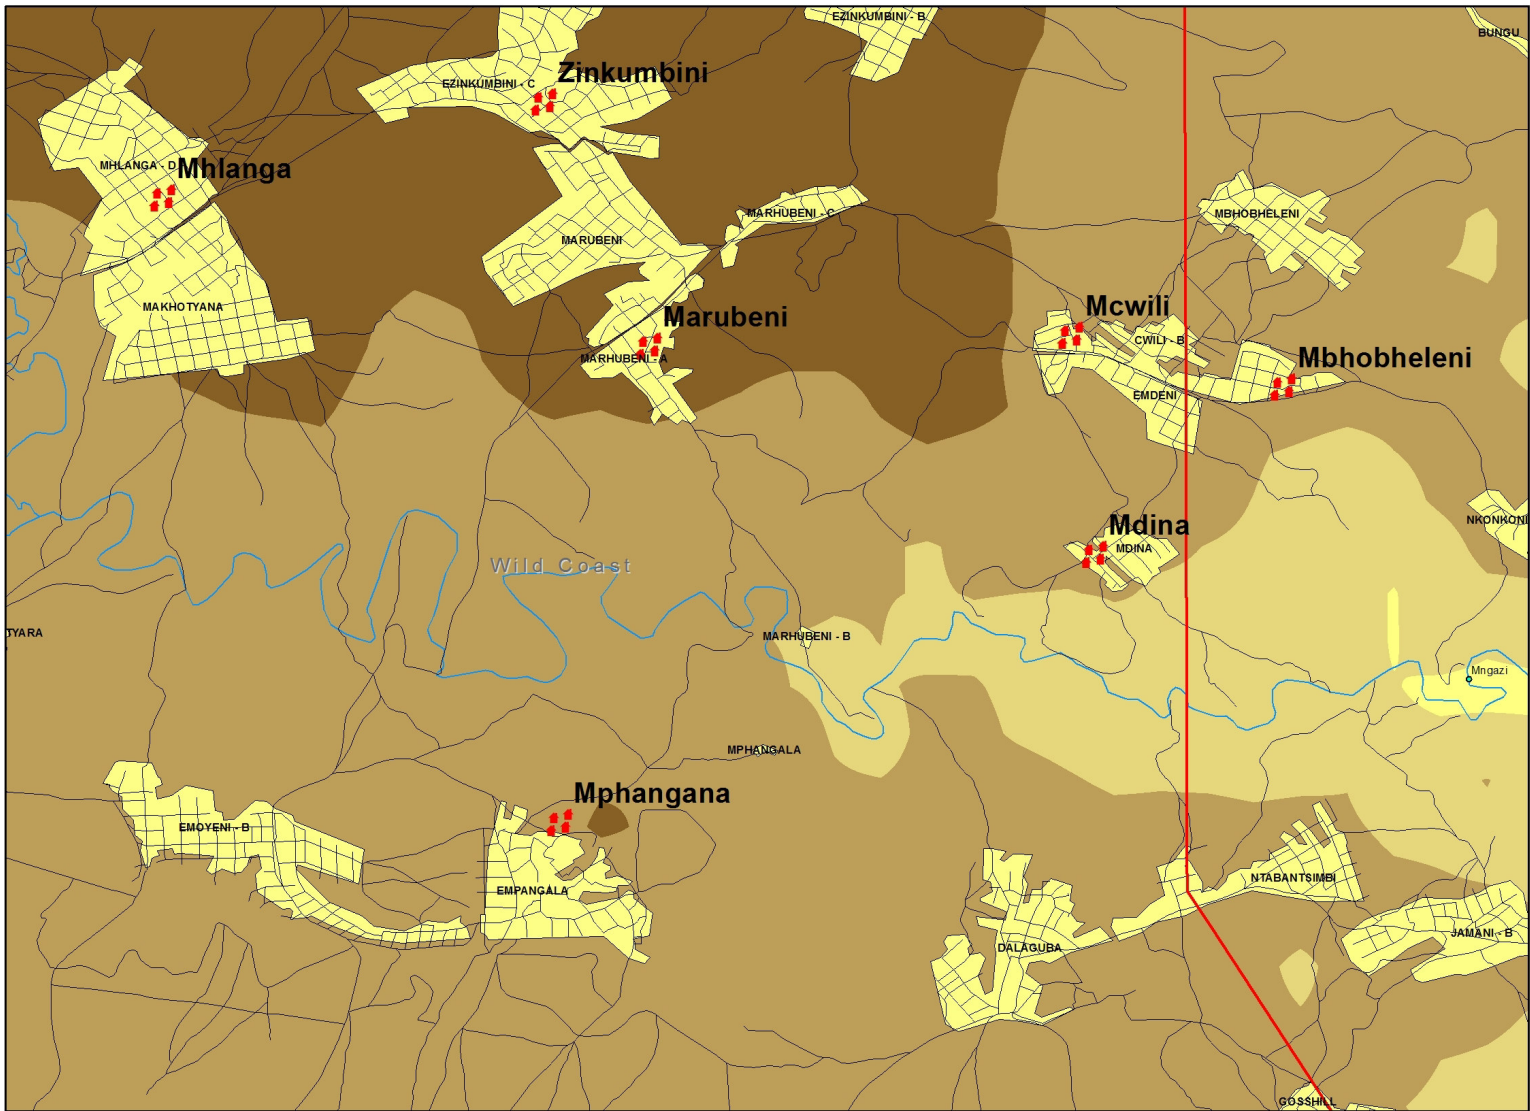 EZINKUMBINI - B
BUNGU
Zinkumbini
EZINKUMBINI - C
MHLANGA - D
Mhlanga
MARHUBENI - C
MBHOBHELENI
MARUBENI
MAKHOTYANA
Mcwili
Marubeni
CWILI - B
MARHUBENI - A
Mbhobheleni
EMDENI
NKONKONI
Mdina
MDINA
Wild Coast
TYARA
MARHUBENI - B
Mngazi
MPHANGALA
Mphangana
EMOYENI - B
EMPANGALA
NTABANTSIMBI
JAMANI - B
DALAGUBA
GOSSHILL